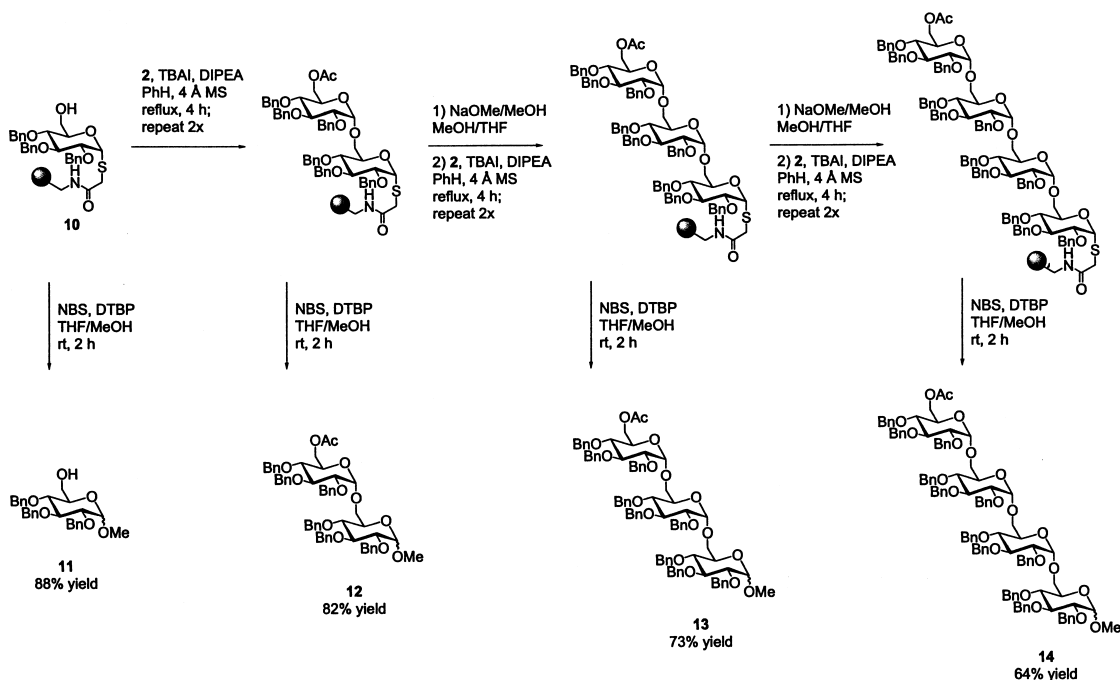 OH
BnO
BnO
BnO
O
S
H
N
O
10
2, TBAI, DIPEA
PhH, 4 Å MS
reflux, 4 h;
repeat 2x
OAc
BnO
BnO
BnO
O
O
BnO
BnO
BnO
O
S
H
N
O
1) NaOMe/MeOH
MeOH/THF
2) 2, TBAI, DIPEA
PhH, 4 Å MS
reflux, 4 h;
repeat 2x
OAc
BnO
BnO
BnO
O
O
BnO
BnO
BnO
O
O
BnO
BnO
BnO
O
S
H
N
O
1) NaOMe/MeOH
MeOH/THF
2) 2, TBAI, DIPEA
PhH, 4 Å MS
reflux, 4 h;
repeat 2x
OAc
BnO
BnO
BnO
O
O
BnO
BnO
BnO
O
O
BnO
BnO
BnO
O
O
BnO
BnO
BnO
O
S
H
N
O
NBS, DTBP
THF/MeOH
rt, 2 h
NBS, DTBP
THF/MeOH
rt, 2 h
NBS, DTBP
THF/MeOH
rt, 2 h
NBS, DTBP
THF/MeOH
rt, 2 h
OH
BnO
BnO
BnO
O
OMe
11
88% yield
OAc
BnO
BnO
BnO
O
O
BnO
BnO
BnO
O
OMe
12
82% yield
OAc
BnO
BnO
BnO
O
O
BnO
BnO
BnO
O
O
BnO
BnO
BnO
O
OMe
13
73% yield
OAc
BnO
BnO
BnO
O
O
BnO
BnO
BnO
O
O
BnO
BnO
BnO
O
O
BnO
BnO
BnO
O
OMe
14
64% yield